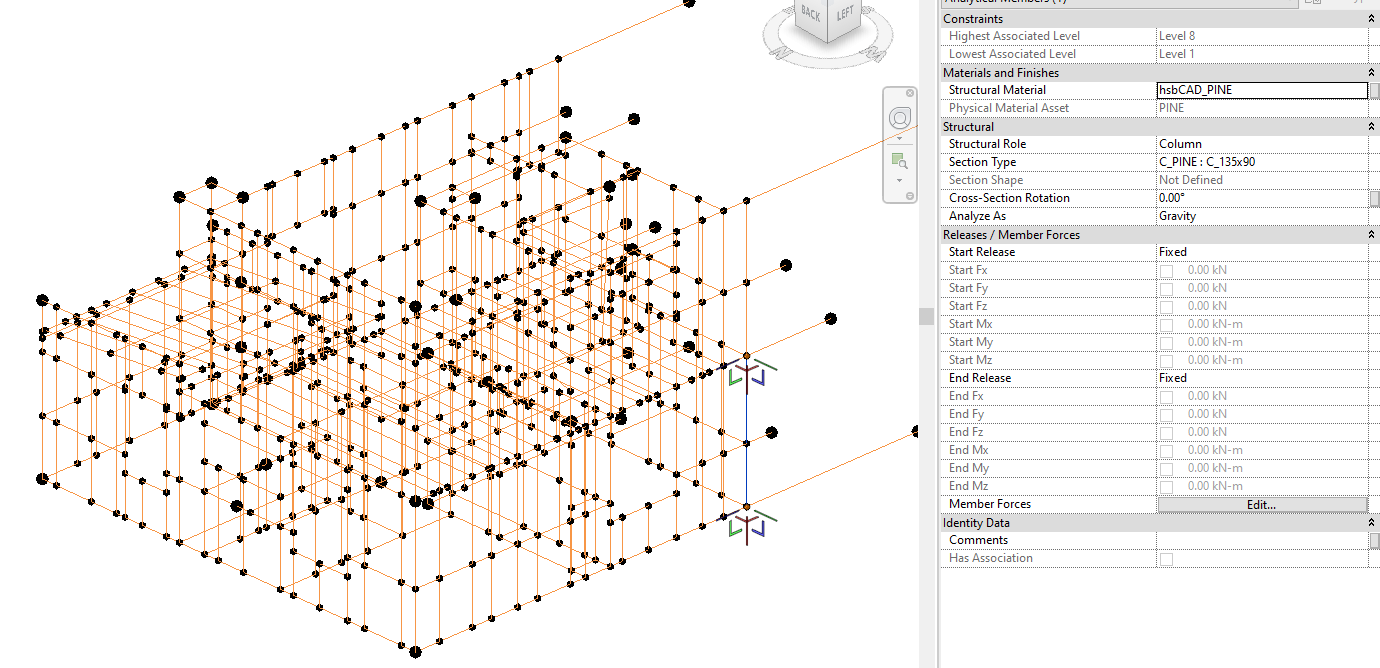 Analytical Members (1)
BACK
LEFT
Constraints
Highest Associated Level Level 8
Lowest Associated Level Level 1
Materials and Finishes
Structural Material hsbCAD_PINE
Physical Material Asset PINE
Structural
Structural Role Column
Section Type C_PINE : C_135x90
Section Shape Not Defined
Cross-Section Rotation 0.00°
Analyze As Gravity
Releases / Member Forces
Start Release Fixed
Start Fx 0.00 kN
Start Fy 0.00 kN
Start Fz 0.00 kN
Start Mx 0.00 kN-m
Start My 0.00 kN-m
Start Mz 0.00 kN-m
End Release Fixed
End Fx 0.00 kN
End Fy 0.00 kN
End Fz 0.00 kN
End Mx 0.00 kN-m
End My 0.00 kN-m
End Mz 0.00 kN-m
Member Forces Edit...
Identity Data
Comments
Has Association